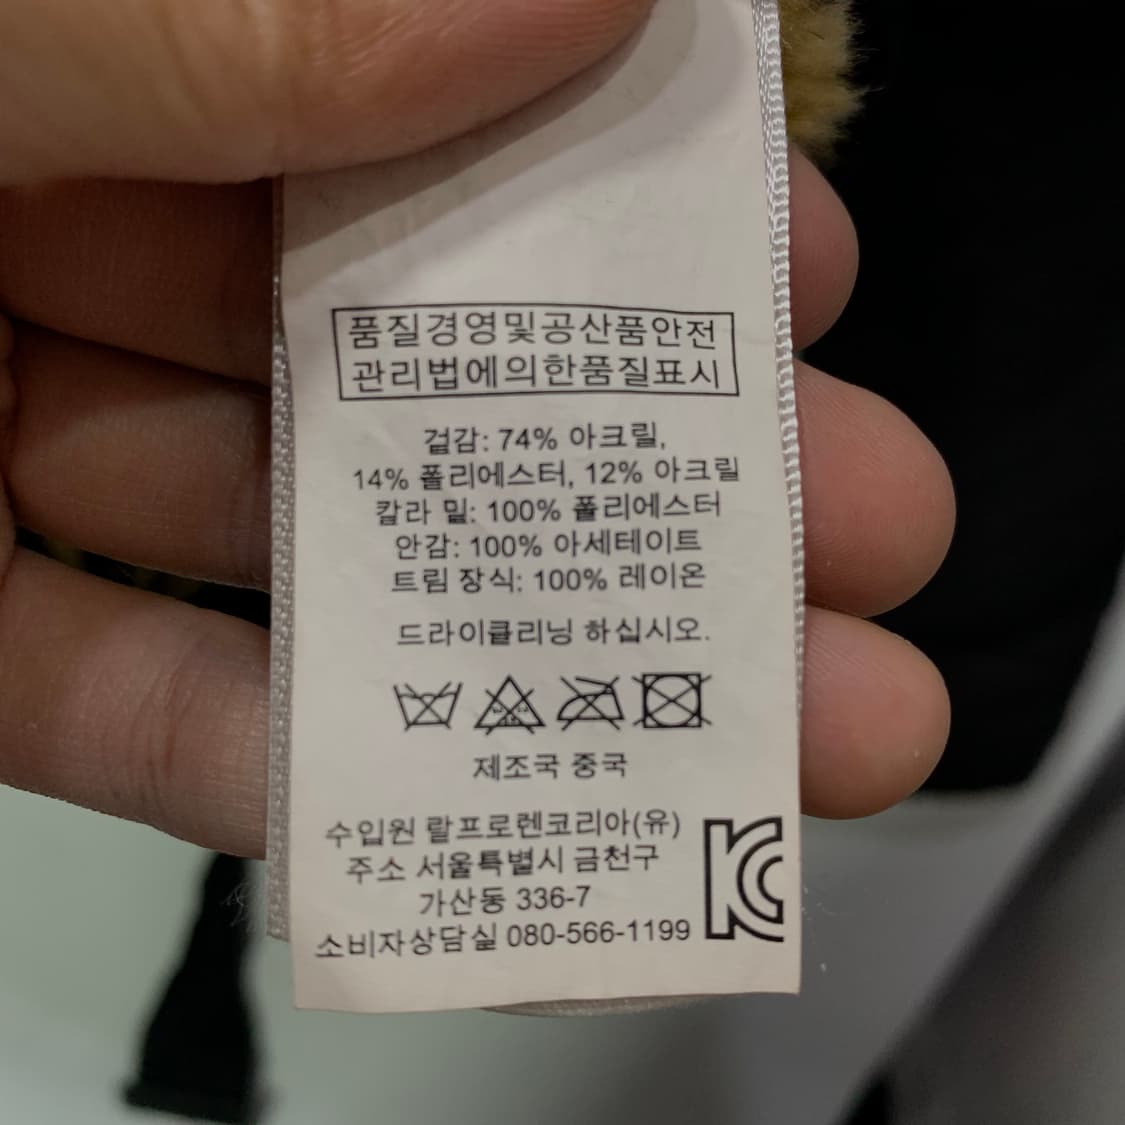 품질경영및공산품안전
관리법에의한품질표시
겉감: 74% 아크릴,
14% 폴리에스터, 12% 아크릴
칼라 밑: 100% 폴리에스터
안감: 100% 아세테이트
트림 장식: 100% 레이온
드라이클리닝 하십시오.
제조국 중국
수입원 랄프로렌코리아(유)
주소 서울특별시 금천구
가산동 336-7
소비자상담실 080-566-1199